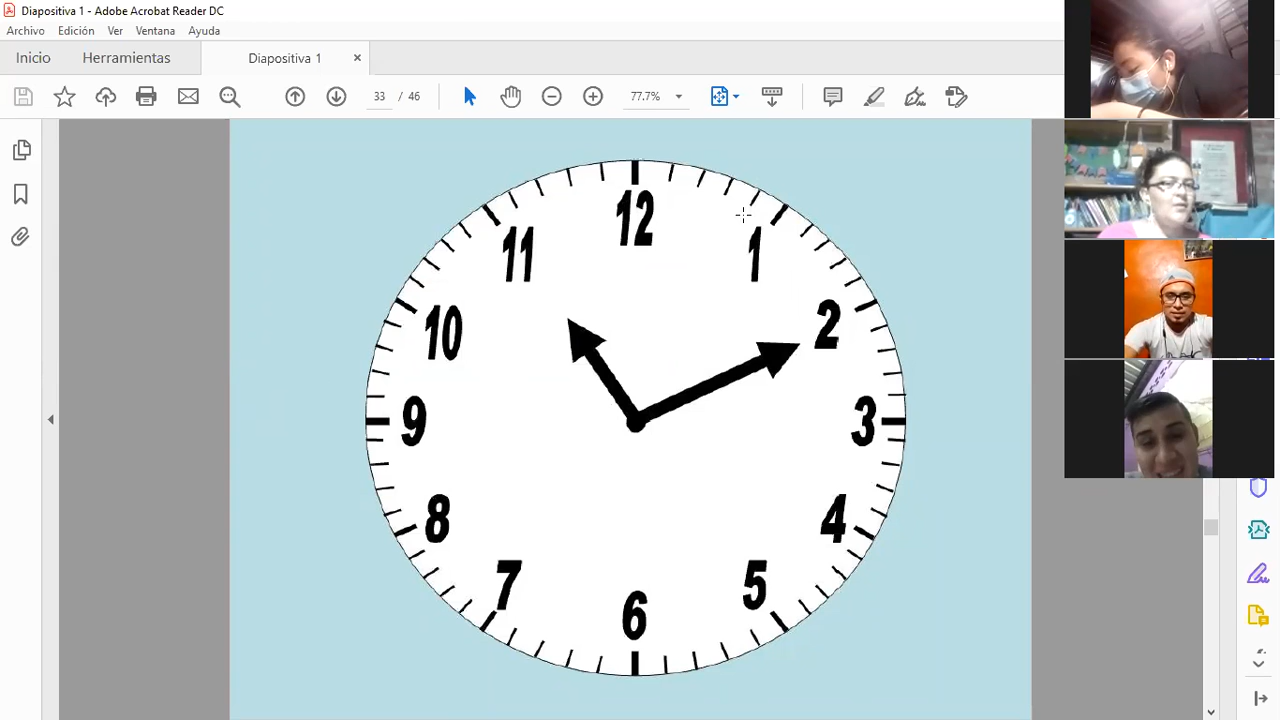 Diapositiva 1 - Adobe Acrobat Reader DC
Archivo Edición Ver Ventana Ayuda
Inicio Herramientas Diapositiva 1 ×
33 / 46 77.7%
12
11 1
10 2
9 3
8 4
7 5
6